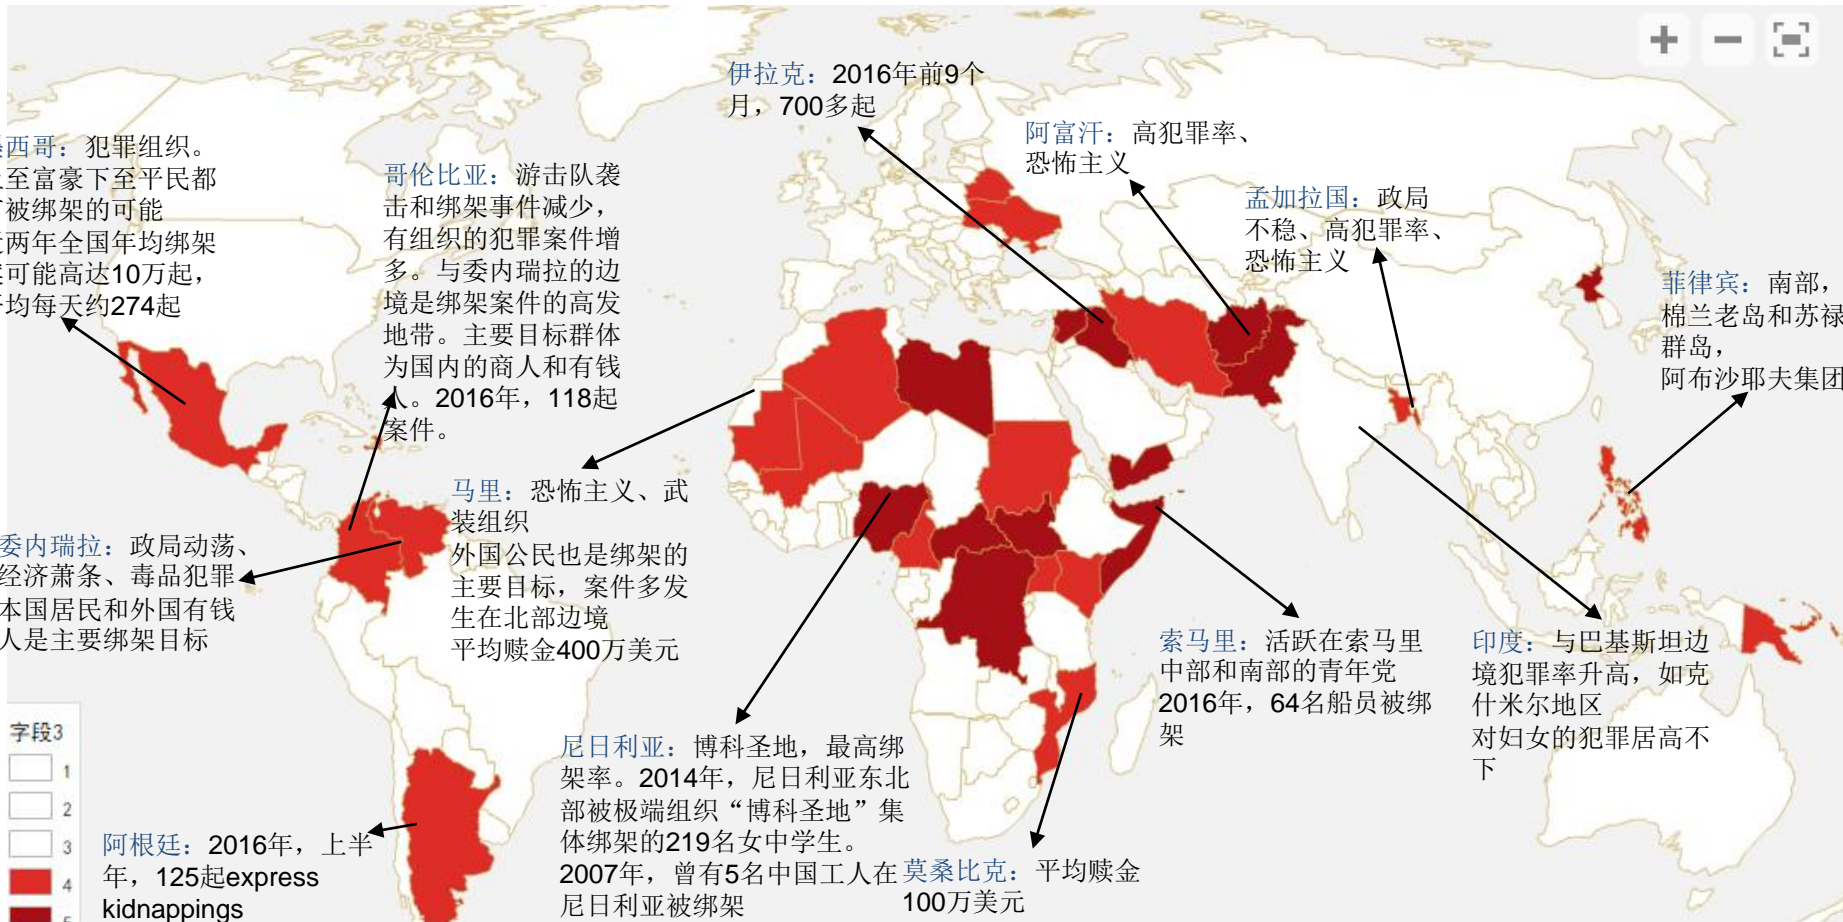 伊拉克：2016年前9个
月，700多起
阿富汗：高犯罪率、
恐怖主义
西哥：犯罪组织。
至富豪下至平民都
被绑架的可能
两年全国年均绑架
可能高达10万起，
均每天约274起
哥伦比亚：游击队袭
击和绑架事件减少，
有组织的犯罪案件增
多。与委内瑞拉的边
境是绑架案件的高发
地带。主要目标群体
为国内的商人和有钱
人。2016年，118起
案件。
孟加拉国：政局
不稳、高犯罪率、
恐怖主义
菲律宾：南部，
棉兰老岛和苏禄
群岛，
阿布沙耶夫集团
马里：恐怖主义、武
装组织
外国公民也是绑架的
主要目标，案件多发
生在北部边境
平均赎金400万美元
委内瑞拉：政局动荡、
经济萧条、毒品犯罪
本国居民和外国有钱
人是主要绑架目标
索马里：活跃在索马里
中部和南部的青年党
2016年，64名船员被绑
架
印度：与巴基斯坦边
境犯罪率升高，如克
什米尔地区
对妇女的犯罪居高不
下
字段3
1
2
3
4
5
阿根廷：2016年，上半
年，125起express
kidnappings
尼日利亚：博科圣地，最高绑
架率。2014年，尼日利亚东北
部被极端组织“博科圣地”集
体绑架的219名女中学生。
2007年，曾有5名中国工人在
尼日利亚被绑架
莫桑比克：平均赎金
100万美元